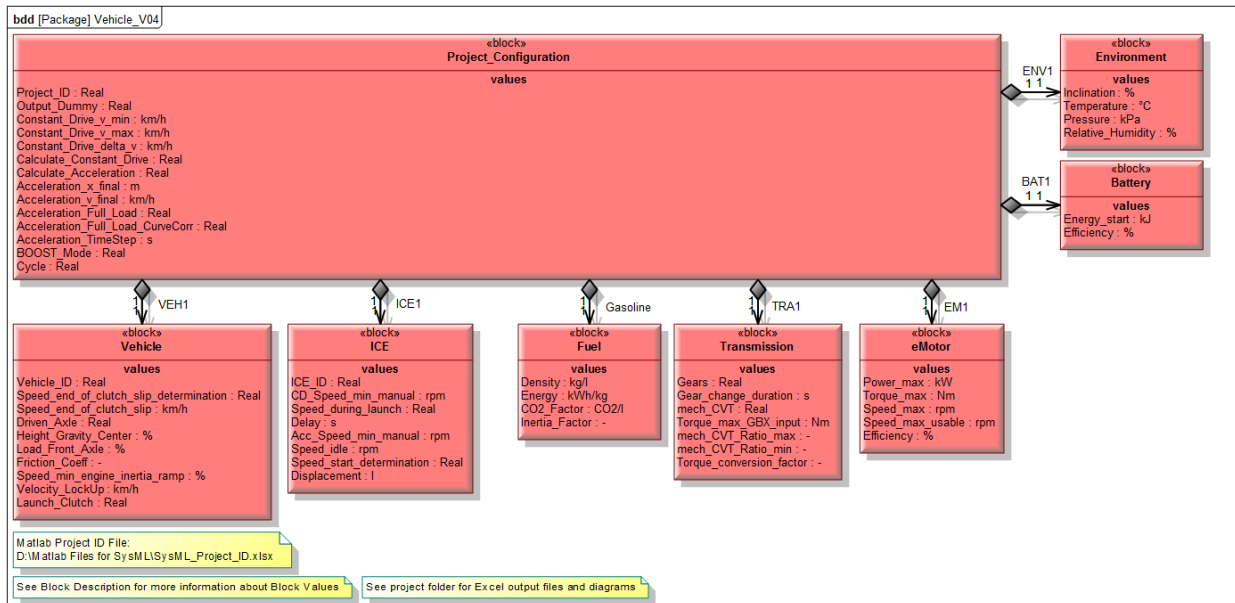 bdd [Package] Vehicle_V04
«block»
Project_Configuration
values
Project_ID : Real
Output_Dummy : Real
Constant_Drive_v_min : km/h
Constant_Drive_v_max : km/h
Constant_Drive_delta_v : km/h
Calculate_Constant_Drive : Real
Calculate_Acceleration : Real
Acceleration_x_final : m
Acceleration_v_final : km/h
Acceleration_Full_Load : Real
Acceleration_Full_Load_CurveCorr : Real
Acceleration_TimeStep : s
BOOST_Mode : Real
Cycle : Real
ENV1
1 1
«block»
Environment
values
Inclination : %
Temperature : °C
Pressure : kPa
Relative_Humidity : %
BAT1
1 1
«block»
Battery
values
Energy_start : kJ
Efficiency : %
1
1
VEH1
«block»
Vehicle
values
Vehicle_ID : Real
Speed_end_of_clutch_slip_determination : Real
Speed_end_of_clutch_slip : km/h
Driven_Axle : Real
Height_Gravity_Center : %
Load_Front_Axle : %
Friction_Coeff : -
Speed_min_engine_inertia_ramp : %
Velocity_LockUp : km/h
Launch_Clutch : Real
1
1
ICE1
«block»
ICE
values
ICE_ID : Real
CD_Speed_min_manual : rpm
Speed_during_launch : Real
Delay : s
Acc_Speed_min_manual : rpm
Speed_idle : rpm
Speed_start_determination : Real
Displacement : l
1
1
Gasoline
«block»
Fuel
values
Density : kg/l
Energy : kWh/kg
CO2_Factor : CO2/l
Inertia_Factor : -
1
1
TRA1
«block»
Transmission
values
Gears : Real
Gear_change_duration : s
mech_CVT : Real
Torque_max_GBX_input : Nm
mech_CVT_Ratio_max : -
mech_CVT_Ratio_min : -
Torque_conversion_factor : -
1
1
EM1
«block»
eMotor
values
Power_max : kW
Torque_max : Nm
Speed_max : rpm
Speed_max_usable : rpm
Efficiency : %
Matlab Project ID File:
D:\Matlab Files for SysML\SysML_Project_ID.xlsx
See Block Description for more information about Block Values
See project folder for Excel output files and diagrams